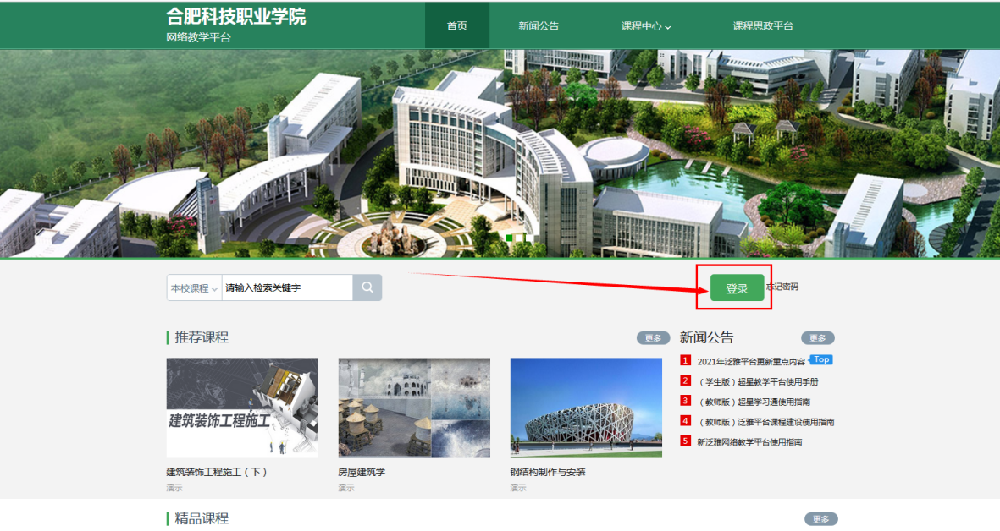 合肥科技职业学院
网络教学平台
首页
新闻公告
课程中心
课程思政平台
本校课程
请输入检索关键字
登录
忘记密码
推荐课程
更多
建筑装饰工程施工
建筑装饰工程施工（下）
演示
房屋建筑学
演示
钢结构制作与安装
演示
新闻公告
更多
1 2021年泛雅平台更新重点内容 Top
2 （学生版）超星教学平台使用手册
3 （教师版）超星学习通使用指南
4 （教师版）泛雅平台课程建设使用指南
5 新泛雅网络教学平台使用指南
精品课程
更多